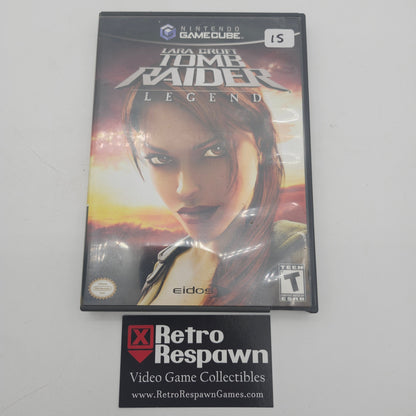 NINTENDO
GAMECUBE
15
LARA CROFT
TOMB
RAIDER
LEGEND
eidos
TEEN
T
ESRB
Retro
Respawn
Video Game Collectibles
www.RetroRespawnGames.com